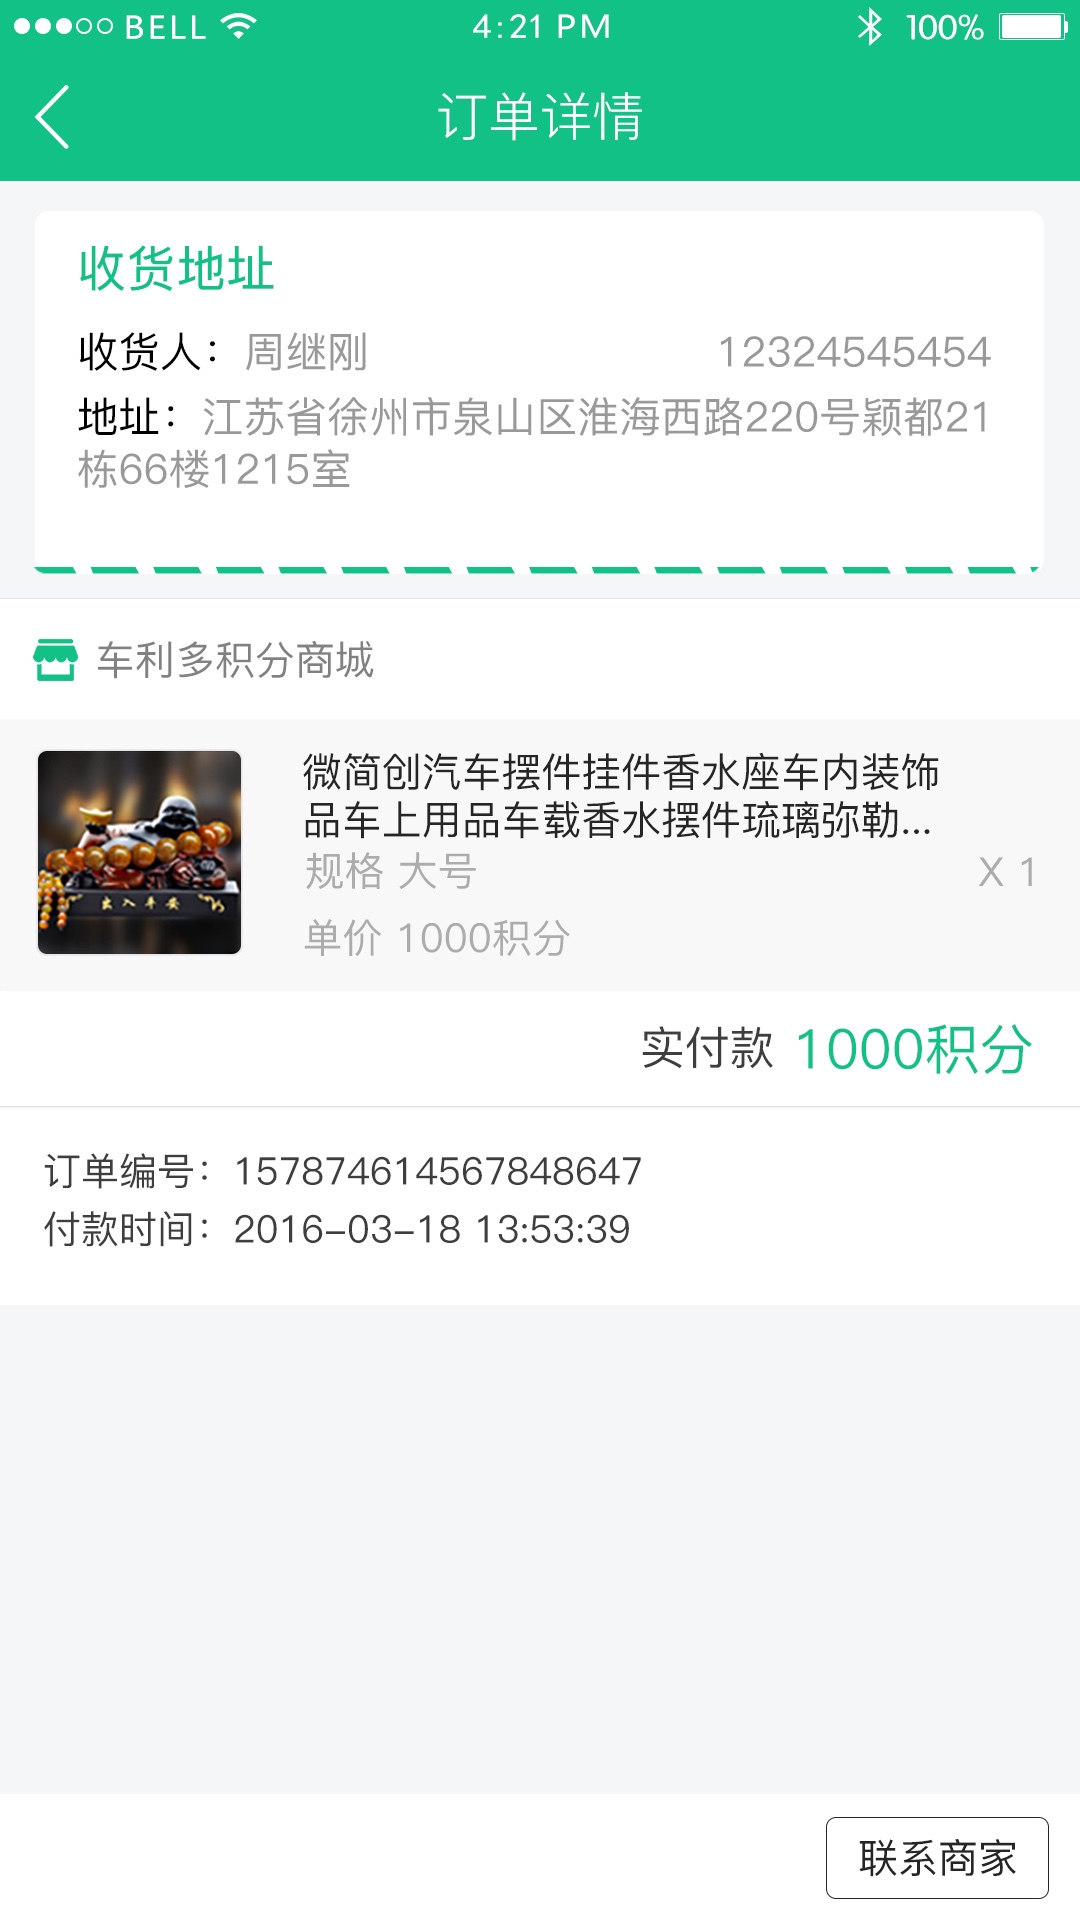 BELL 4:21 PM 100%
订单详情
收货地址
收货人：周继刚 12324545454
地址：江苏省徐州市泉山区淮海西路220号颖都21
栋66楼1215室
车利多积分商城
微简创汽车摆件挂件香水座车内装饰
品车上用品车载香水摆件琉璃弥勒...
规格 大号 X 1
单价 1000积分
出入平安
实付款 1000积分
订单编号：157874614567848647
付款时间：2016-03-18 13:53:39
联系商家